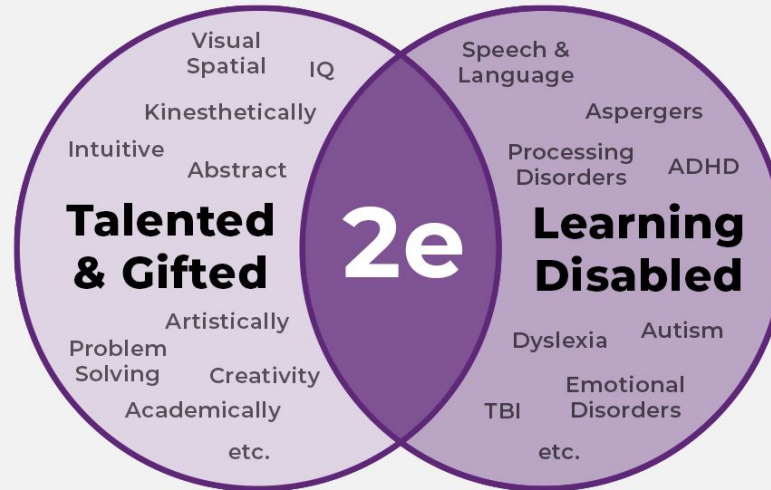 Visual
Spatial
IQ
Kinesthetically
Intuitive
Abstract
Talented
& Gifted
Artistically
Problem
Solving
Creativity
Academically
etc.
2e
Speech &
Language
Aspergers
Processing
Disorders
ADHD
Learning
Disabled
Dyslexia
Autism
Emotional
Disorders
TBI
etc.